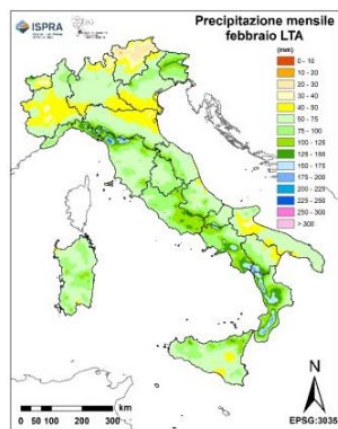 ISPRA
Precipitazione mensile
febbraio LTA
(mm)
0 - 10
10 - 20
20 - 30
30 - 40
40 - 50
50 - 75
75 - 100
100 - 125
125 - 150
150 - 175
175 - 200
200 - 225
225 - 250
250 - 300
> 300
N
0 50 100 200 300
km
EPSG:3035